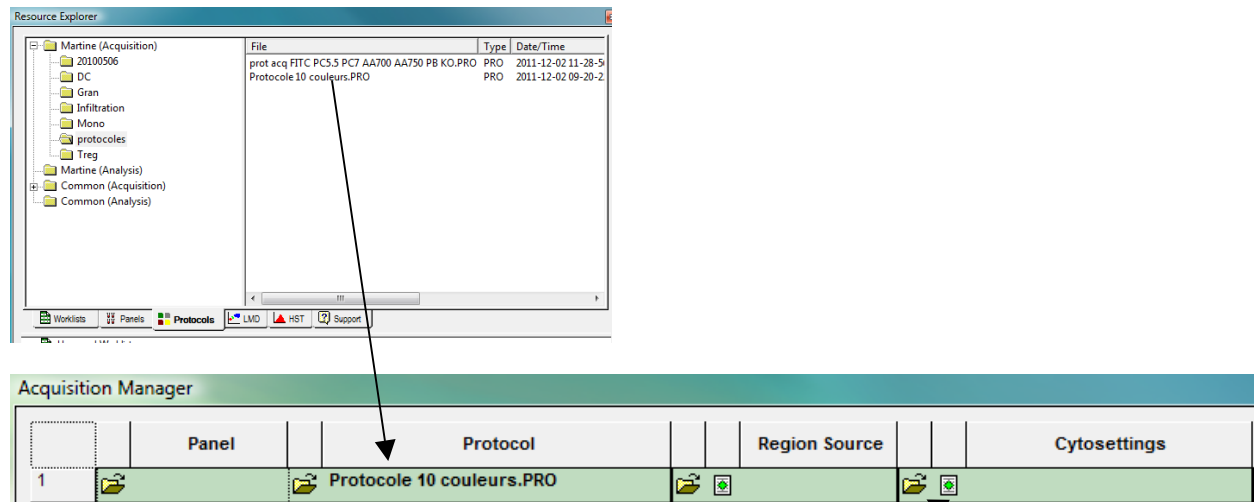 Resource Explorer
Martine (Acquisition)
20100506
DC
Gran
Infiltration
Mono
protocoles
Treg
Martine (Analysis)
Common (Acquisition)
Common (Analysis)
File Type Date/Time
prot acq FITC PC5.5 PC7 AA700 AA750 PB KO.PRO PRO 2011-12-02 11-28-5
Protocole 10 couleurs.PRO PRO 2011-12-02 09-20-2
Worklists Panels Protocols LMD HST Support
Acquisition Manager
Panel Protocol Region Source Cytosettings
1 Protocole 10 couleurs.PRO